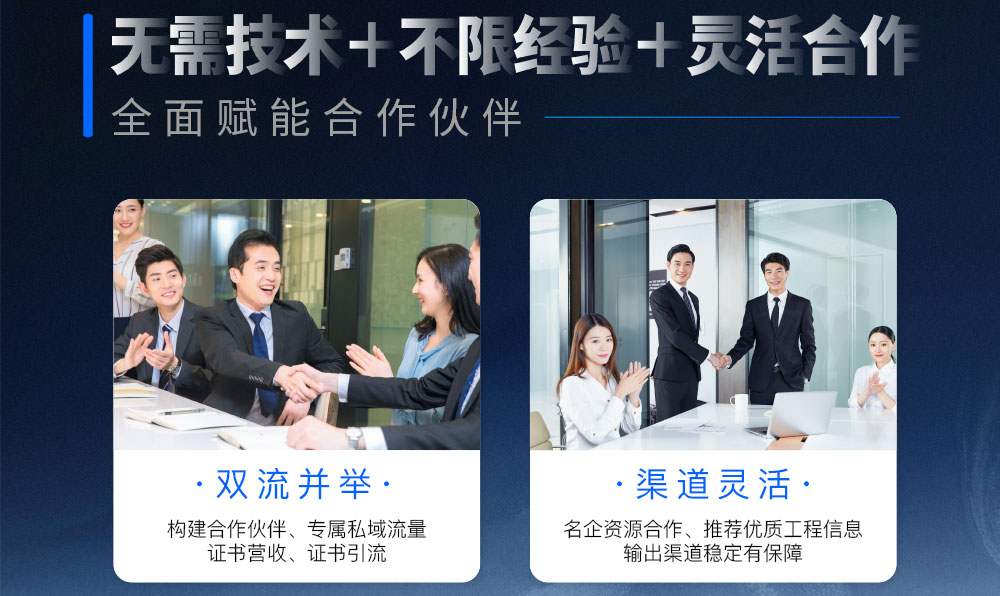 无需技术＋不限经验＋灵活合作
全面赋能合作伙伴
·双流并举·
构建合作伙伴、专属私域流量
证书营收、证书引流
·渠道灵活·
名企资源合作、推荐优质工程信息
输出渠道稳定有保障